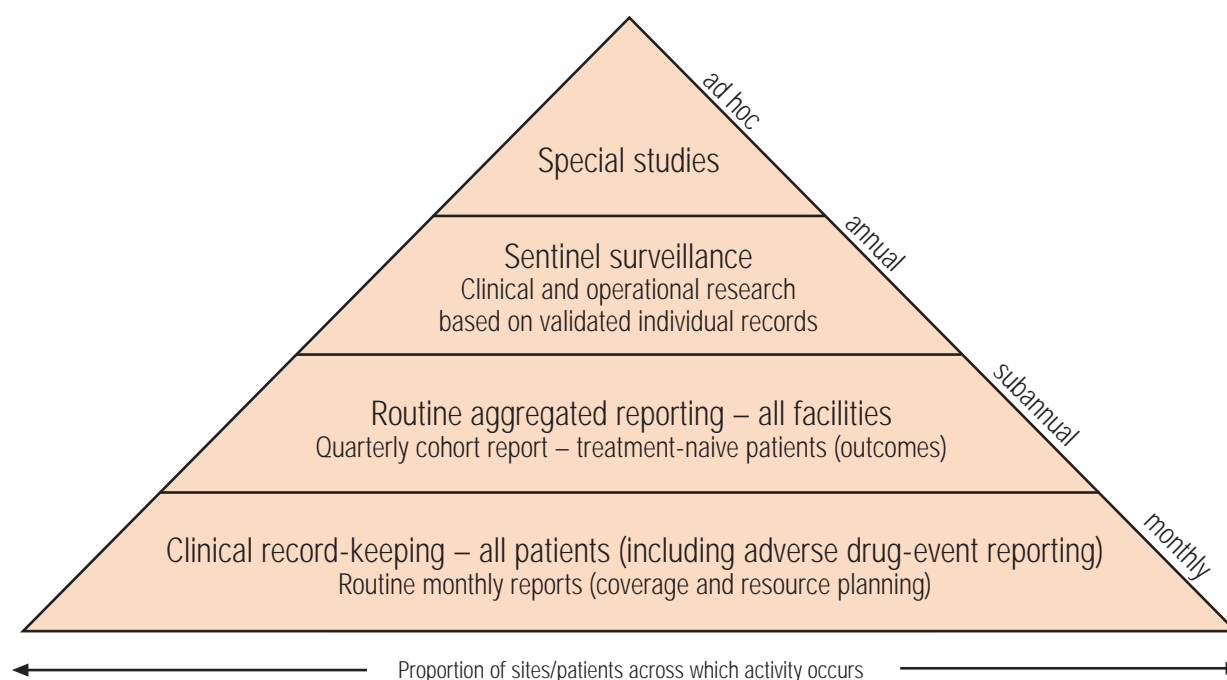 ad hoc
Special studies
annual
Sentinel surveillance
Clinical and operational research
based on validated individual records
subannual
Routine aggregated reporting – all facilities
Quarterly cohort report – treatment-naive patients (outcomes)
monthly
Clinical record-keeping – all patients (including adverse drug-event reporting)
Routine monthly reports (coverage and resource planning)
Proportion of sites/patients across which activity occurs